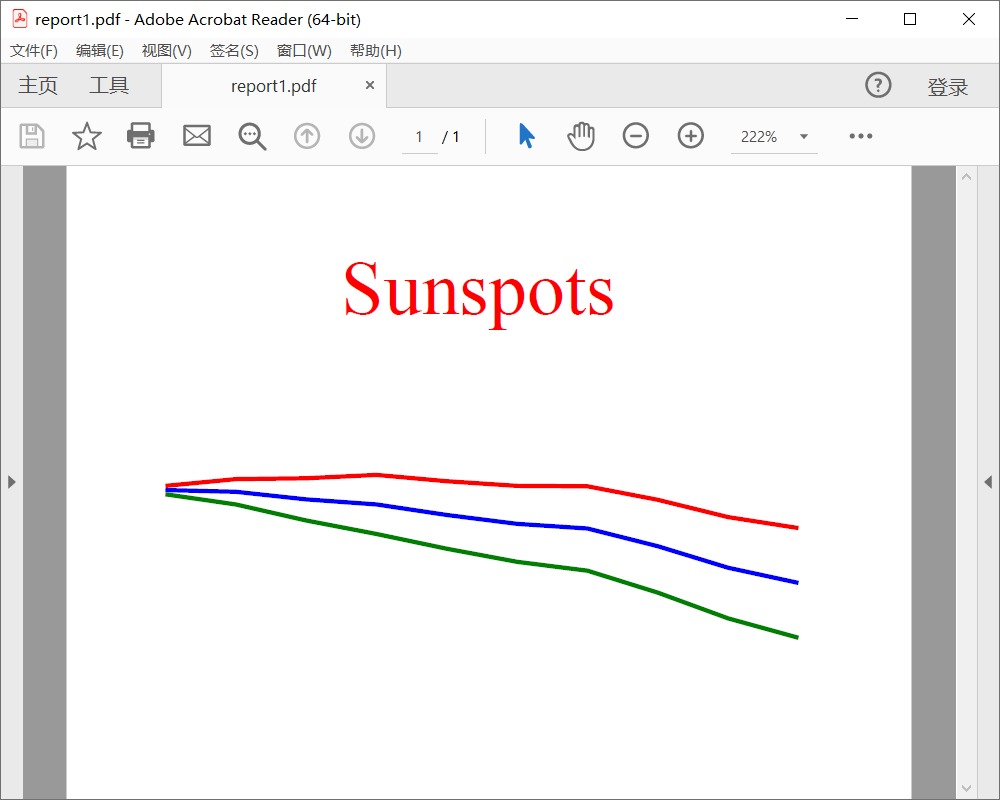 report1.pdf - Adobe Acrobat Reader (64-bit)
文件(F) 编辑(E) 视图(V) 签名(S) 窗口(W) 帮助(H)
主页 工具 report1.pdf × ? 登录
1 / 1 222%
Sunspots